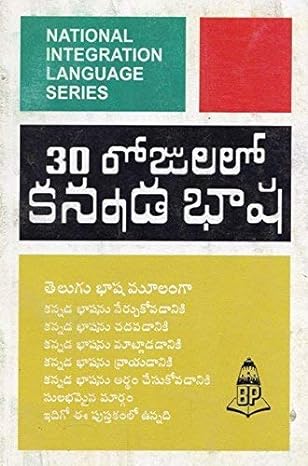 NATIONAL
INTEGRATION
LANGUAGE
SERIES
30 రోజులలో
కన్నడ భాష
తెలుగు భాష మూలంగా
కన్నడ భాషను నేర్చుకోవడానికి
కన్నడ భాషను చదవడానికి
కన్నడ భాషను మాట్లాడడానికి
కన్నడ భాషను వ్రాయడానికి
కన్నడ భాషను అర్థం చేసుకోవడానికి
సులభమైన మార్గం
ఇదిగో ఈ పుస్తకంలో ఉన్నది
BP